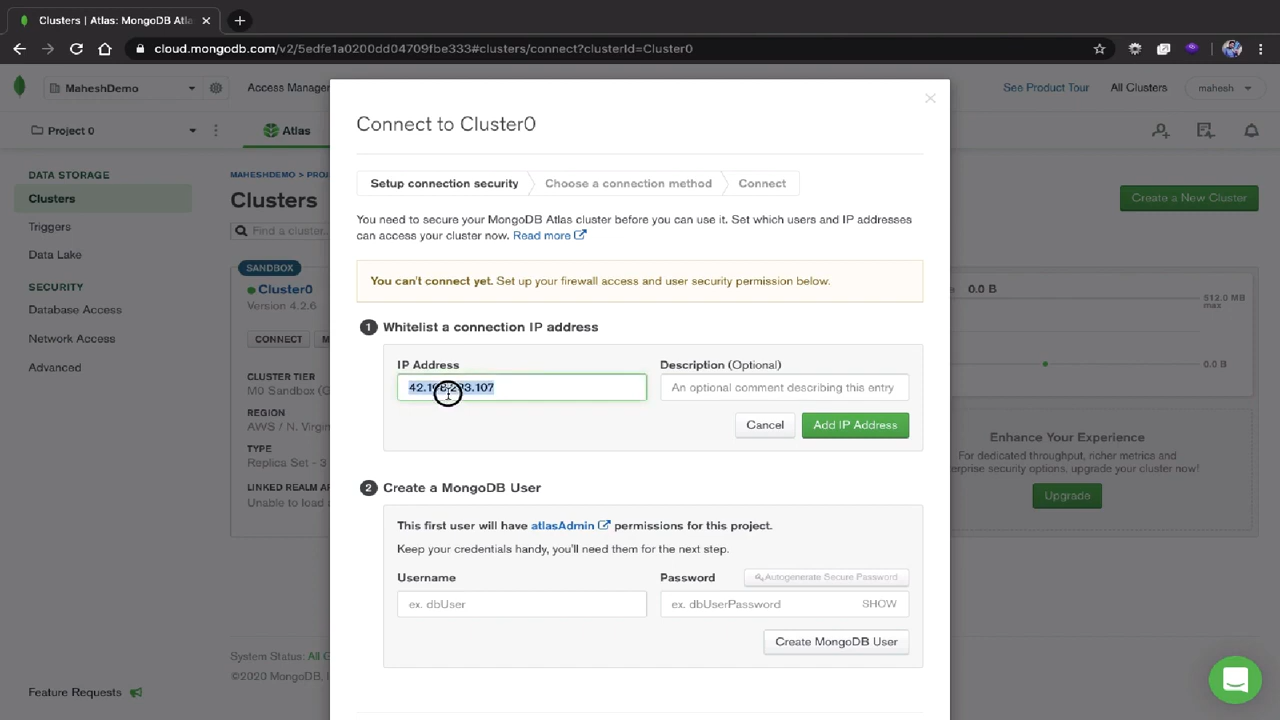 Clusters | Atlas: MongoDB Atla
cloud.mongodb.com/v2/5edfe1a0200dd04709fbe333#clusters/connect?clusterId=Cluster0
MaheshDemo
Access Manager
See Product Tour
All Clusters
mahesh
Project 0
Atlas
DATA STORAGE
Clusters
Triggers
Data Lake
SECURITY
Database Access
Network Access
Advanced
MAHESHDEMO > PROJ
Clusters
Find a cluster..
Create a New Cluster
SANDBOX
Cluster0
Version 4.2.6
CONNECT
M
CLUSTER TIER
M0 Sandbox (G
REGION
AWS / N. Virgin
TYPE
Replica Set - 3
LINKED REALM AP
Unable to load
0.0 B
512.0 MB
max
0.0 B
Enhance Your Experience
For dedicated throughput, richer metrics and
erprise security options, upgrade your cluster now!
Upgrade
Connect to Cluster0
Setup connection security
Choose a connection method
Connect
You need to secure your MongoDB Atlas cluster before you can use it. Set which users and IP addresses
can access your cluster now. Read more
You can't connect yet. Set up your firewall access and user security permission below.
1 Whitelist a connection IP address
IP Address
Description (Optional)
An optional comment describing this entry
Cancel
Add IP Address
2 Create a MongoDB User
This first user will have atlasAdmin permissions for this project.
Keep your credentials handy, you'll need them for the next step.
Username
Password
Autogenerate Secure Password
ex. dbUser
ex. dbUserPassword
SHOW
Create MongoDB User
System Status: All G
©2020 MongoDB, I
Feature Requests